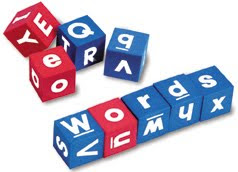 I Y E Q T R b A V
e D o
words
S V n w h x